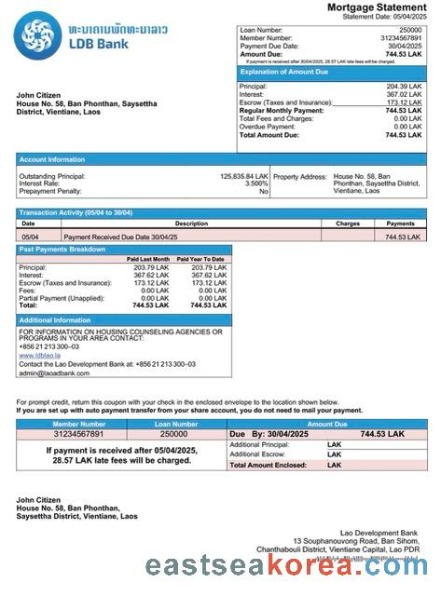 Mortgage Statement
Statement Date: 05/04/2025
ທະນາຄານພັດທະນາລາວ
LDB Bank
Loan Number: 250000
Member Number: 31234567891
Payment Due Date: 30/04/2025
Amount Due: 744.53 LAK
If payment is received after 30/04/2025, 28.57 LAK late fees will be charged.
Explanation of Amount Due
Principal: 204.39 LAK
Interest: 367.02 LAK
Escrow (Taxes and Insurance): 173.12 LAK
Regular Monthly Payment: 744.53 LAK
Total Fees and Charges: 0.00 LAK
Overdue Payment: 0.00 LAK
Total Amount Due: 744.53 LAK
John Citizen
House No. 58, Ban Phonthan, Saysettha
District, Vientiane, Laos
Account Information
Outstanding Principal: 125,835.84 LAK
Interest Rate: 3.500%
Prepayment Penalty: No
Property Address: House No. 58, Ban
Phonthan, Saysettha District,
Vientiane, Laos
Transaction Activity (05/04 to 30/04)
Date Description Charges Payments
05/04 Payment Received Due Date 30/04/25 744.53 LAK
Past Payments Breakdown
Paid Last Month Paid Year To Date
Principal: 203.79 LAK 203.79 LAK
Interest: 367.62 LAK 367.62 LAK
Escrow (Taxes and Insurance): 173.12 LAK 173.12 LAK
Fees: 0.00 LAK 0.00 LAK
Partial Payment (Unapplied): 0.00 LAK 0.00 LAK
Total: 744.53 LAK 744.53 LAK
Additional Information
FOR INFORMATION ON HOUSING COUNSELING AGENCIES OR
PROGRAMS IN YOUR AREA CONTACT:
+856 21 213 300–03
www.ldblao.la
Contact the Lao Development Bank at: +856 21 213 300–03
admin@laoadbank.com
For prompt credit, return this coupon with your check in the enclosed envelope to the location shown below.
If you are set up with auto payment transfer from your share account, you do not need to mail your payment.
Member Number Loan Number Amount Due
31234567891 250000 Due By: 30/04/2025 744.53 LAK
If payment is received after 05/04/2025,
28.57 LAK late fees will be charged.
Additional Principal: LAK
Additional Escrow: LAK
Total Amount Enclosed: LAK
John Citizen
House No. 58, Ban Phonthan,
Saysettha District, Vientiane, Laos
Lao Development Bank
13 Souphanouvong Road, Ban Sihom,
Chanthabouli District, Vientiane Capital, Lao PDR
eastseakorea.com